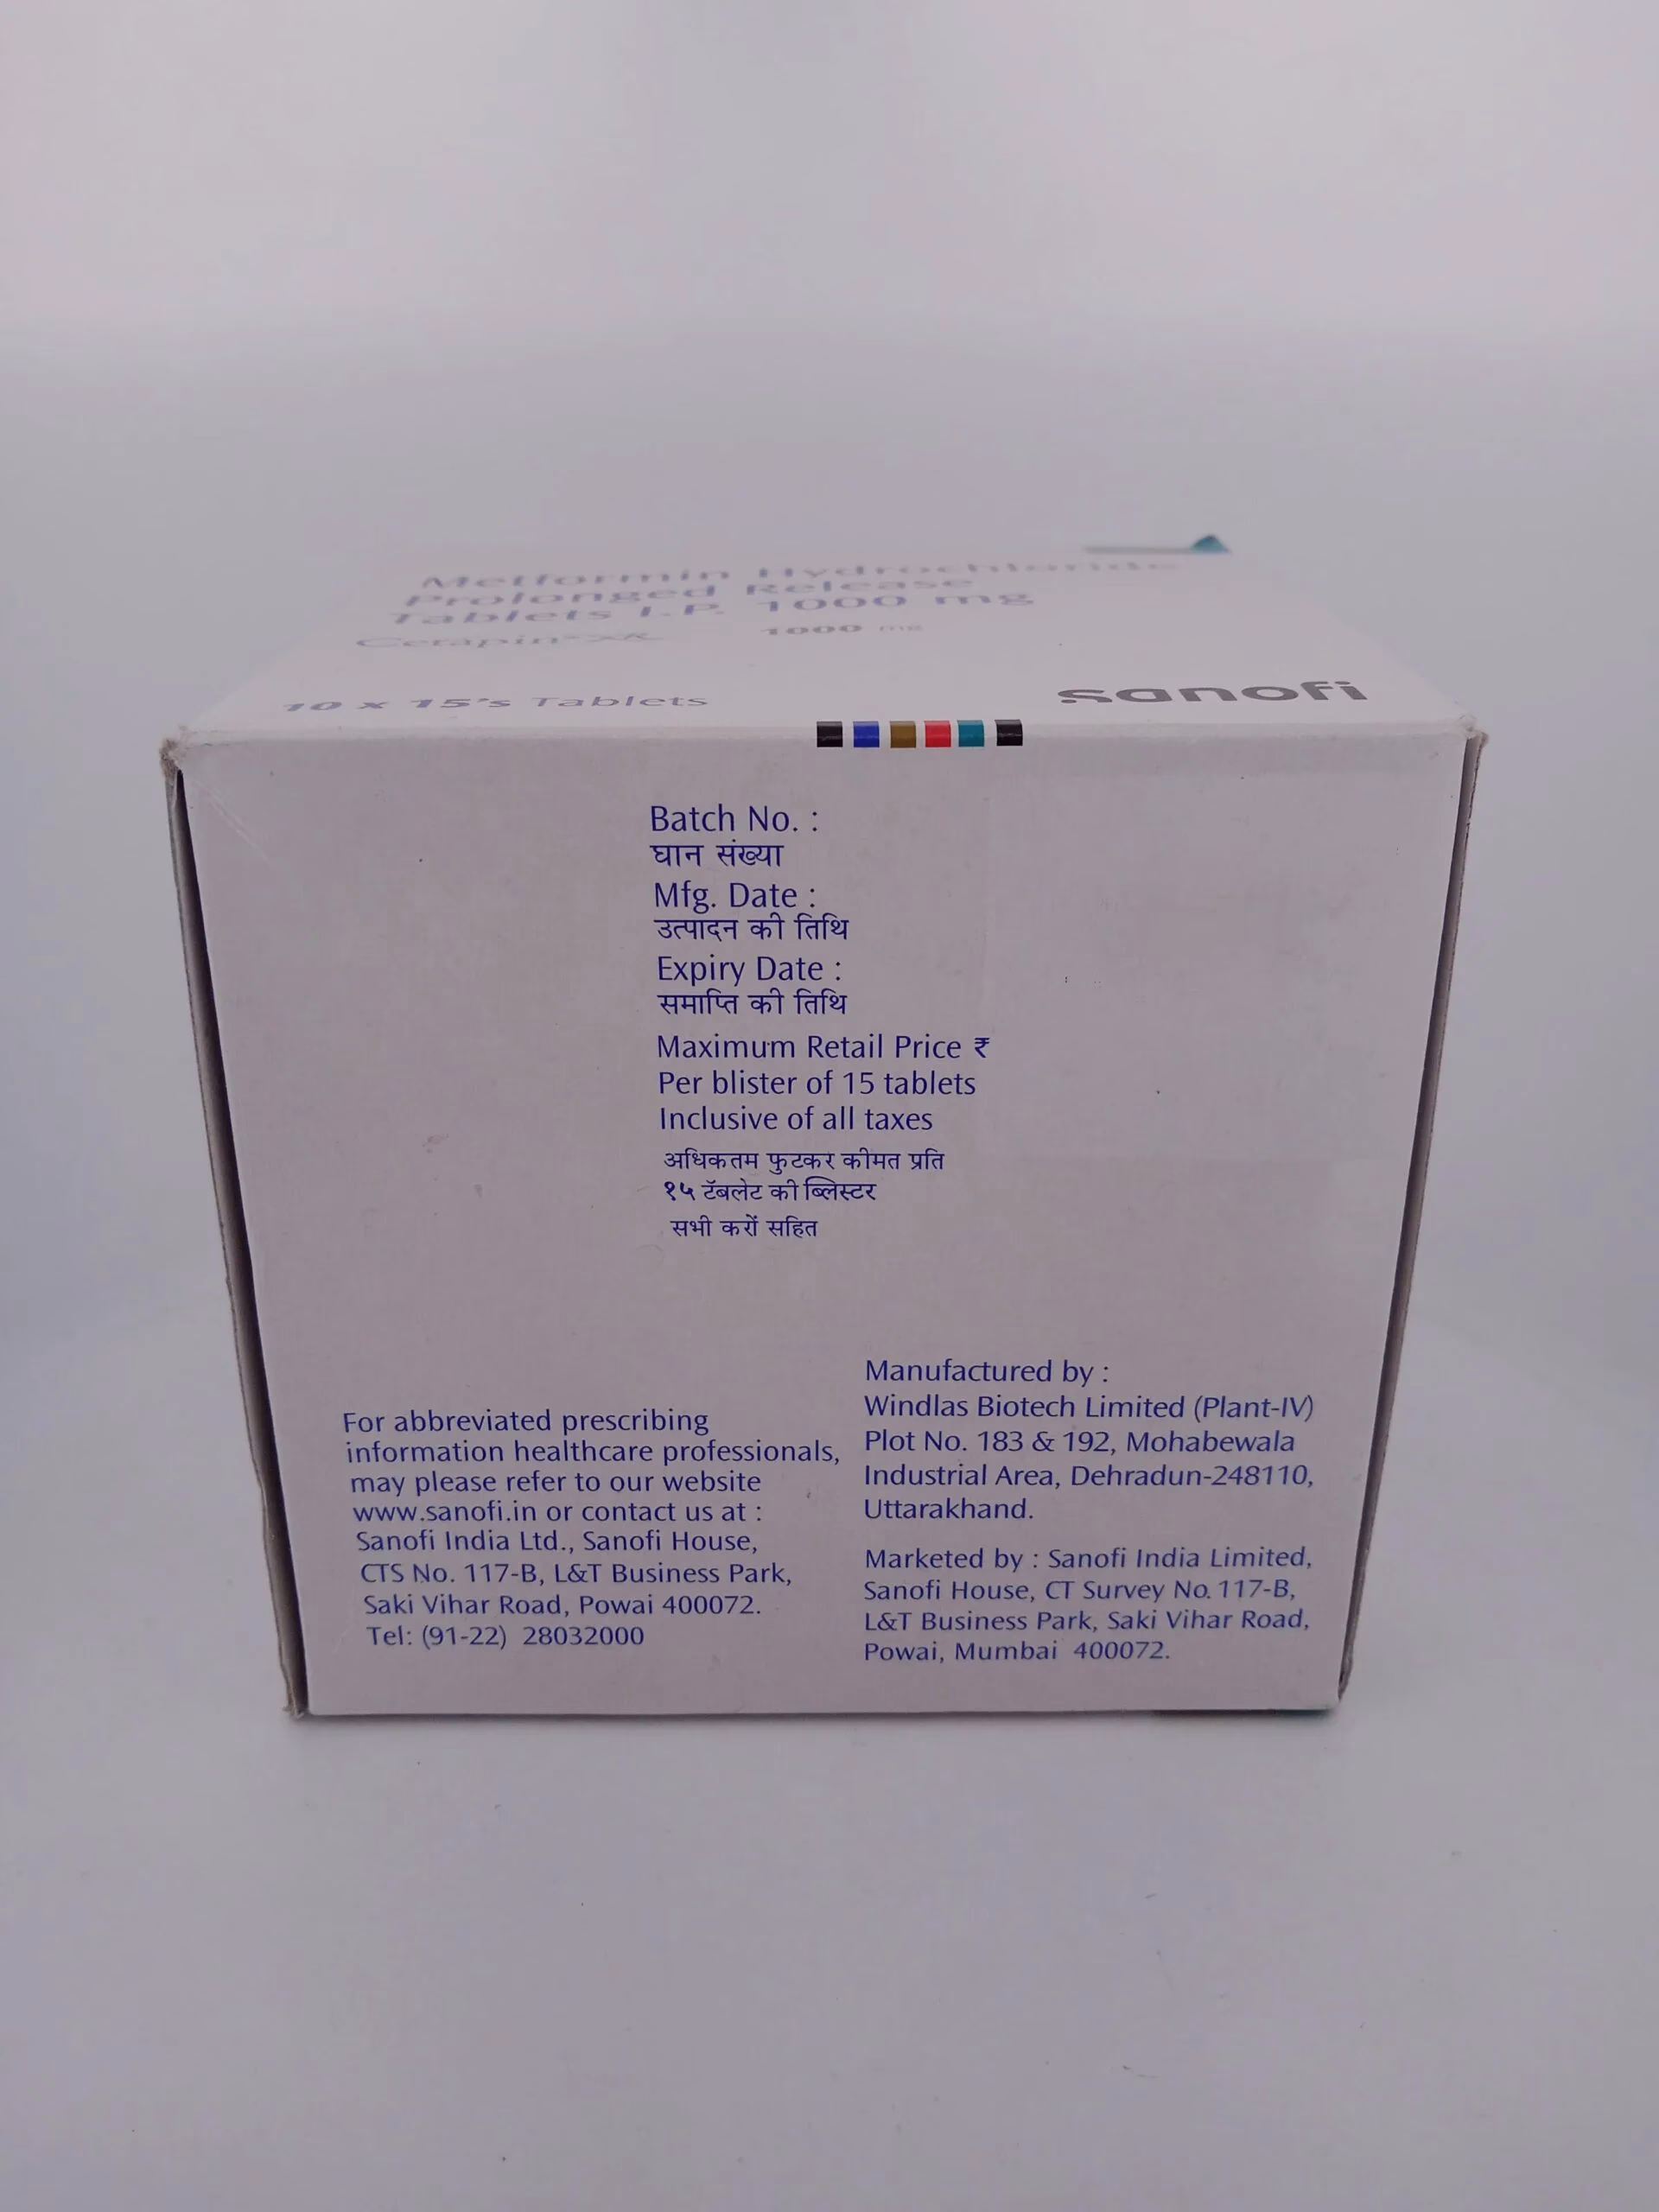 Metformin Hydrochloride
Prolonged Release
Tablets I.P. 1000 mg
1000 mg
10 x 15's Tablets
sanofi
Batch No. :
घान संख्या
Mfg. Date :
उत्पादन की तिथि
Expiry Date :
समाप्ति की तिथि
Maximum Retail Price ₹
Per blister of 15 tablets
Inclusive of all taxes
अधिकतम फुटकर कीमत प्रति
१५ टॅबलेट की ब्लिस्टर
सभी करों सहित
For abbreviated prescribing
information healthcare professionals,
may please refer to our website
www.sanofi.in or contact us at :
Sanofi India Ltd., Sanofi House,
CTS No. 117-B, L&T Business Park,
Saki Vihar Road, Powai 400072.
Tel: (91-22) 28032000
Manufactured by :
Windlas Biotech Limited (Plant-IV)
Plot No. 183 & 192, Mohabewala
Industrial Area, Dehradun-248110,
Uttarakhand.
Marketed by : Sanofi India Limited,
Sanofi House, CT Survey No. 117-B,
L&T Business Park, Saki Vihar Road,
Powai, Mumbai 400072.